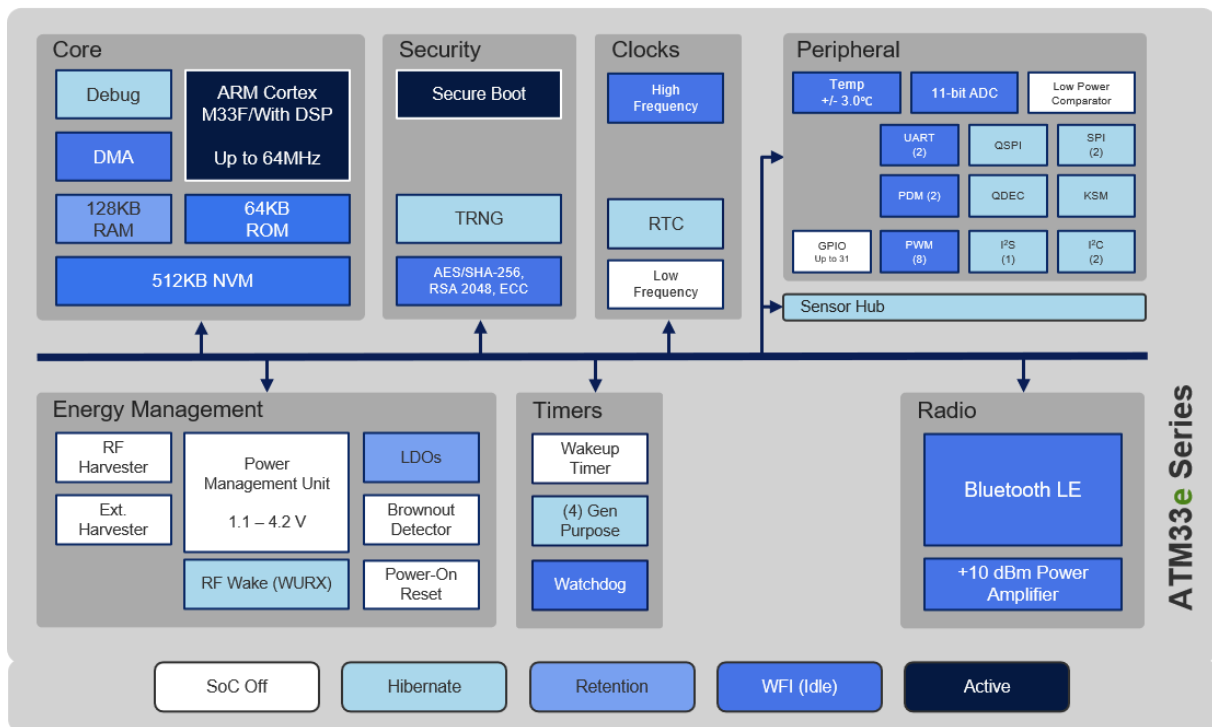 Core
Debug
ARM Cortex
M33F/With DSP
Up to 64MHz
DMA
128KB
RAM
64KB
ROM
512KB NVM
Security
Secure Boot
TRNG
AES/SHA-256,
RSA 2048, ECC
Clocks
High
Frequency
RTC
Low
Frequency
Peripheral
Temp
+/- 3.0℃
11-bit ADC
Low Power
Comparator
UART
(2)
QSPI
SPI
(2)
PDM (2)
QDEC
KSM
GPIO
Up to 31
PWM
(8)
I²S
(1)
I²C
(2)
Sensor Hub
Energy Management
RF
Harvester
Power
Management Unit
1.1 – 4.2 V
LDOs
Ext.
Harvester
Brownout
Detector
RF Wake (WURX)
Power-On
Reset
Timers
Wakeup
Timer
(4) Gen
Purpose
Watchdog
Radio
Bluetooth LE
+10 dBm Power
Amplifier
ATM33e Series
SoC Off
Hibernate
Retention
WFI (Idle)
Active